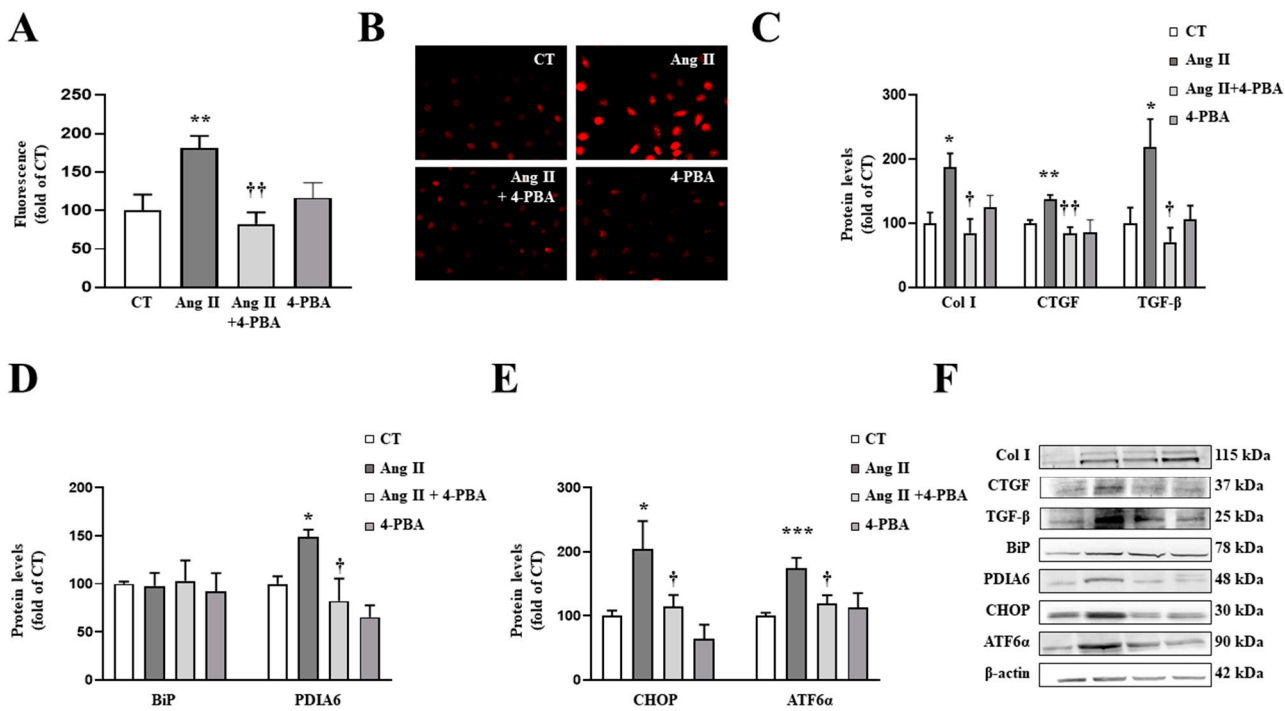 A
Fluorescence
(fold of CT)
250
200
150
100
50
0
**
††
CT
Ang II
Ang II
+4-PBA
4-PBA
B
CT
Ang II
Ang II
+ 4-PBA
4-PBA
C
CT
Ang II
Ang II+4-PBA
4-PBA
Protein levels
(fold of CT)
300
200
100
0
*
†
**
††
*
†
Col I
CTGF
TGF-β
D
CT
Ang II
Ang II + 4-PBA
4-PBA
Protein levels
(fold of CT)
200
150
100
50
0
*
†
BiP
PDIA6
E
CT
Ang II
Ang II +4-PBA
4-PBA
Protein levels
(fold of CT)
300
200
100
0
*
†
***
†
CHOP
ATF6α
F
Col I 115 kDa
CTGF 37 kDa
TGF-β 25 kDa
BiP 78 kDa
PDIA6 48 kDa
CHOP 30 kDa
ATF6α 90 kDa
β-actin 42 kDa